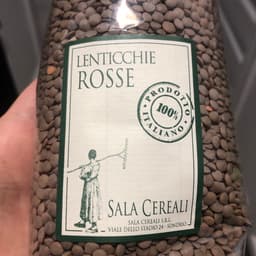 LENTICCHIE
ROSSE
PRODOTTO
100%
ITALIANO
SALA CEREALI
SALA CEREALI S.R.L.
VIALE DELLO STADIO 24 - SONDRIO